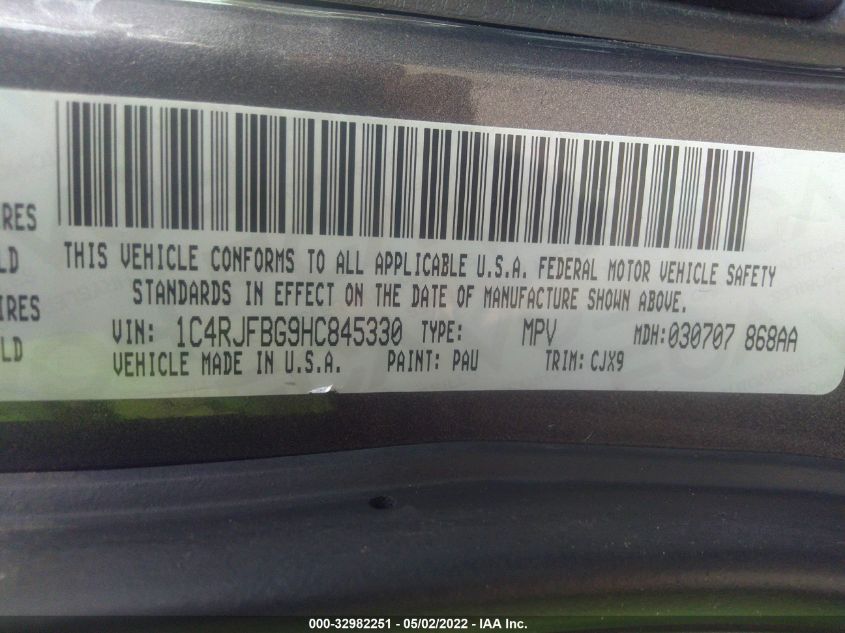 IRES
LD
THIS VEHICLE CONFORMS TO ALL APPLICABLE U.S.A. FEDERAL MOTOR VEHICLE SAFETY
IRES
STANDARDS IN EFFECT ON THE DATE OF MANUFACTURE SHOWN ABOVE.
OLD
VIN: 1C4RJFBG9HC845330 TYPE: MPV MDH:030707 868AA
VEHICLE MADE IN U.S.A. PAINT: PAU TRIM: CJX9
000-32982251 - 05/02/2022 - IAA Inc.